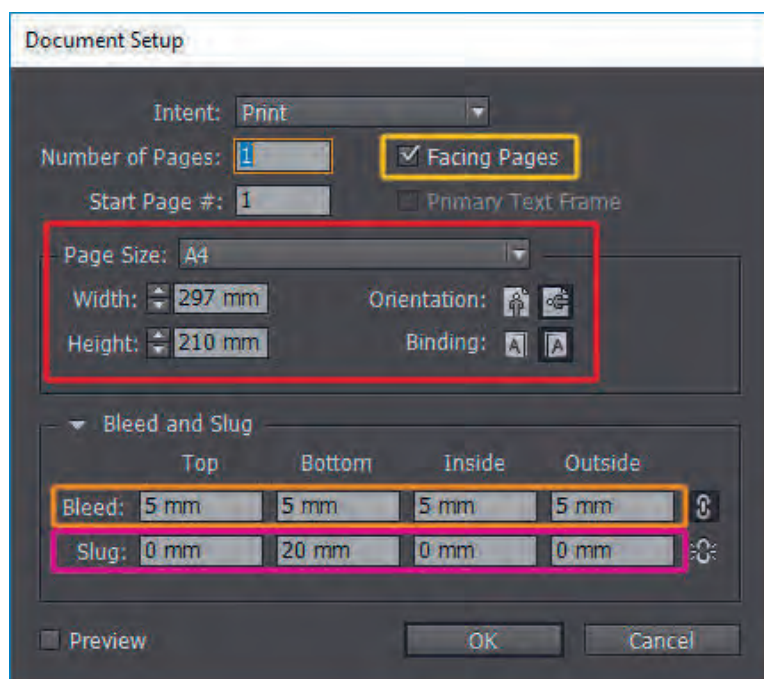 Document Setup
Intent: Print
Number of Pages: 1 Facing Pages
Start Page #: 1 Primary Text Frame
Page Size: A4
Width: 297 mm Orientation:
Height: 210 mm Binding: A A
Bleed and Slug
Top Bottom Inside Outside
Bleed: 5 mm 5 mm 5 mm 5 mm
Slug: 0 mm 20 mm 0 mm 0 mm
Preview OK Cancel